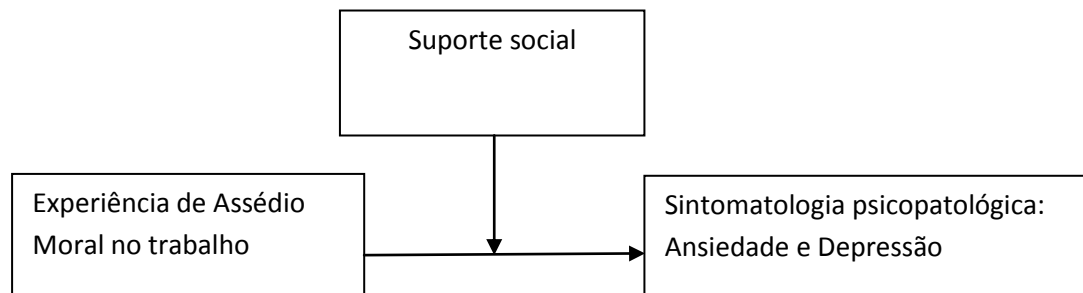 Suporte social
Experiência de Assédio
Moral no trabalho
Sintomatologia psicopatológica:
Ansiedade e Depressão